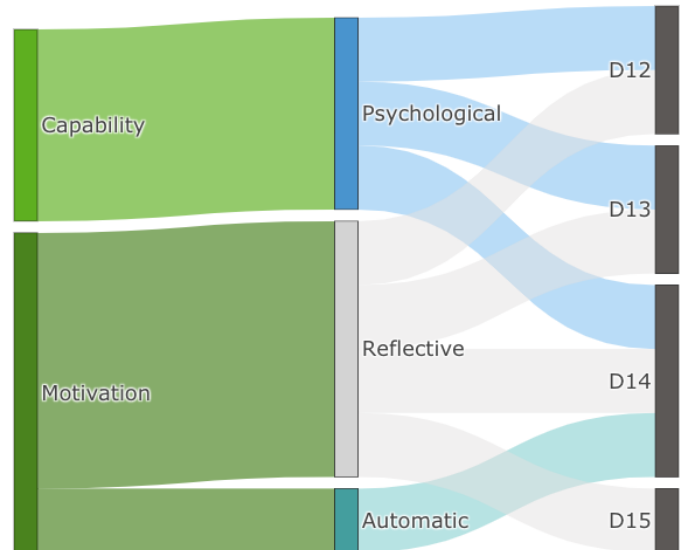 Capability
Motivation
Psychological
Reflective
Automatic
D12
D13
D14
D15